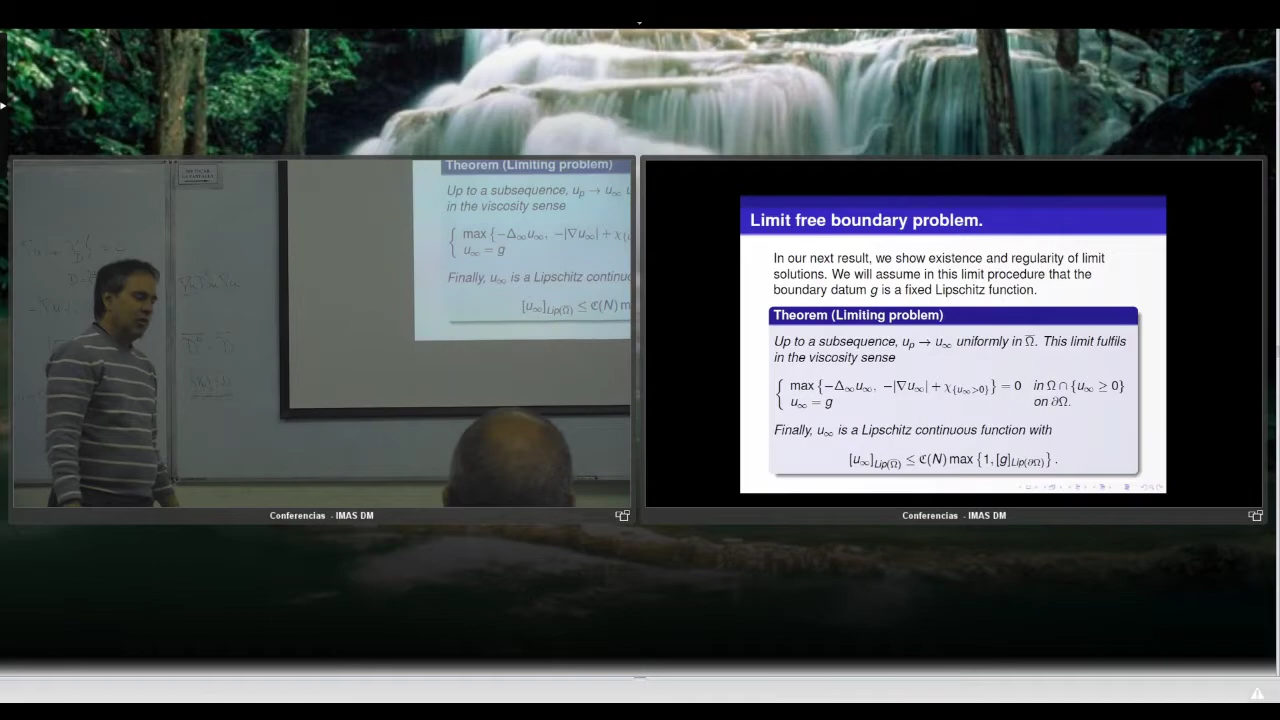 Theorem (Limiting problem)
Up to a subsequence, u_p → u_∞
in the viscosity sense
{ max {−Δ_∞u_∞, −|∇u_∞| + χ_{
u_∞ = g
Finally, u_∞ is a Lipschitz continuo
[u_∞]_{Lip(Ω̅)} ≤ ℭ(N) m
Conferencias - IMAS DM
Limit free boundary problem.
In our next result, we show existence and regularity of limit
solutions. We will assume in this limit procedure that the
boundary datum g is a fixed Lipschitz function.
Theorem (Limiting problem)
Up to a subsequence, u_p → u_∞ uniformly in Ω̅. This limit fulfils
in the viscosity sense
{ max {−Δ_∞u_∞, −|∇u_∞| + χ_{u_∞>0}} = 0 in Ω ∩ {u_∞ ≥ 0}
u_∞ = g on ∂Ω.
Finally, u_∞ is a Lipschitz continuous function with
[u_∞]_{Lip(Ω̅)} ≤ ℭ(N) max {1, [g]_{Lip(∂Ω)}} .
Conferencias - IMAS DM